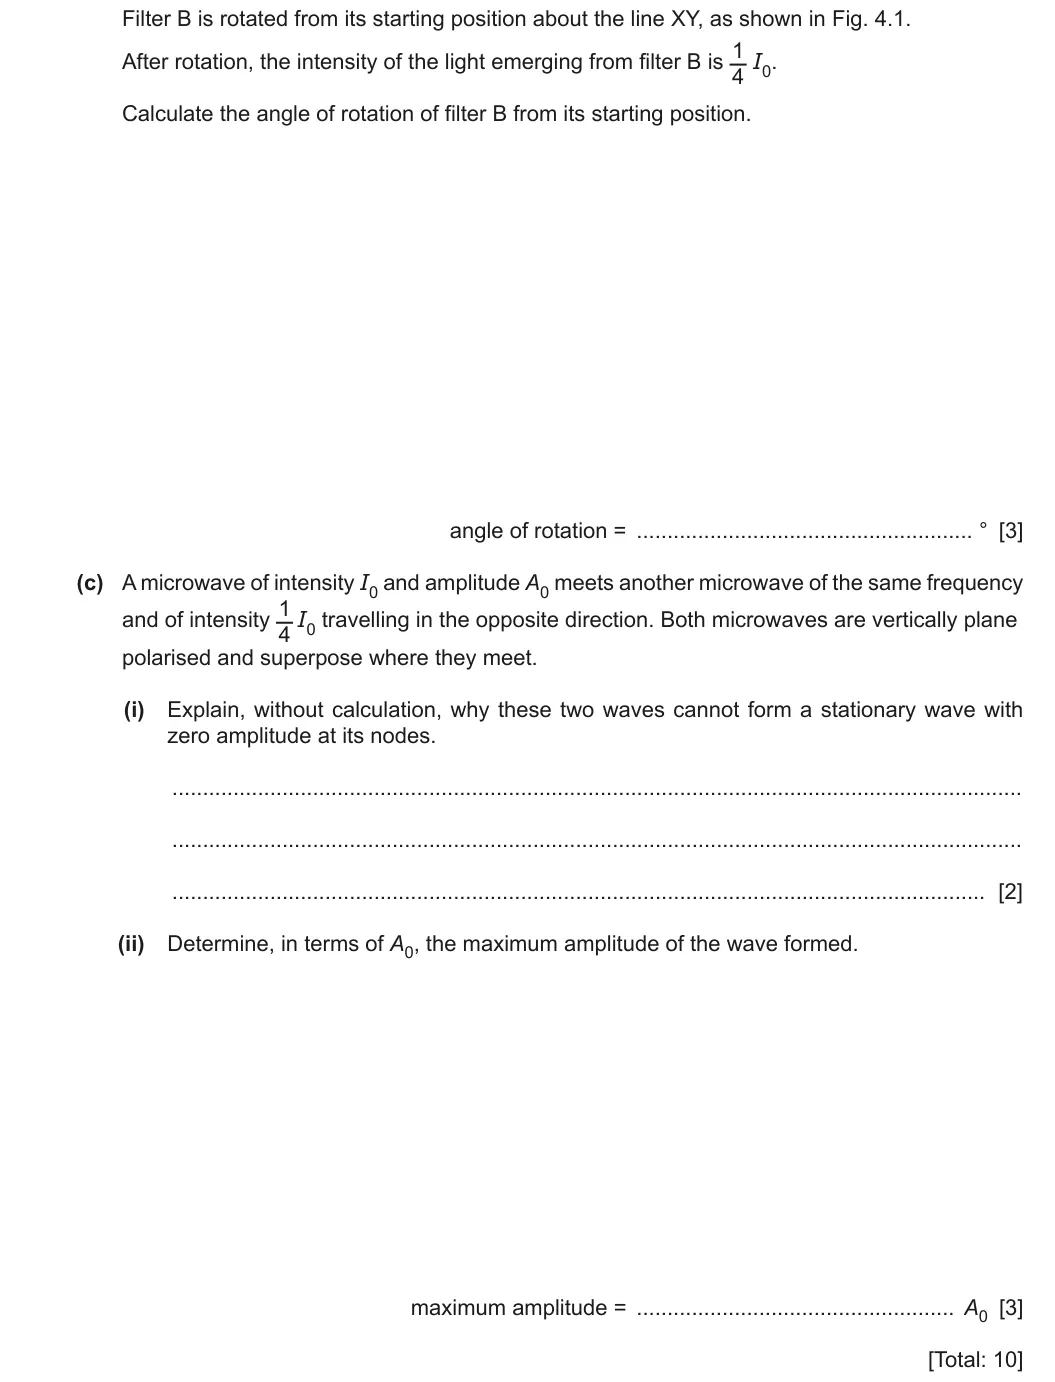 Filter B is rotated from its starting position about the line XY, as shown in Fig. 4.1.
After rotation, the intensity of the light emerging from filter B is 1/4 I₀.
Calculate the angle of rotation of filter B from its starting position.
angle of rotation = ...................................................... ° [3]
(c) A microwave of intensity I₀ and amplitude A₀ meets another microwave of the same frequency
and of intensity 1/4 I₀ travelling in the opposite direction. Both microwaves are vertically plane
polarised and superpose where they meet.
(i) Explain, without calculation, why these two waves cannot form a stationary wave with
zero amplitude at its nodes.
..........................................................................................................................................
..........................................................................................................................................
.................................................................................................................................... [2]
(ii) Determine, in terms of A₀, the maximum amplitude of the wave formed.
maximum amplitude = ................................................... A₀ [3]
[Total: 10]